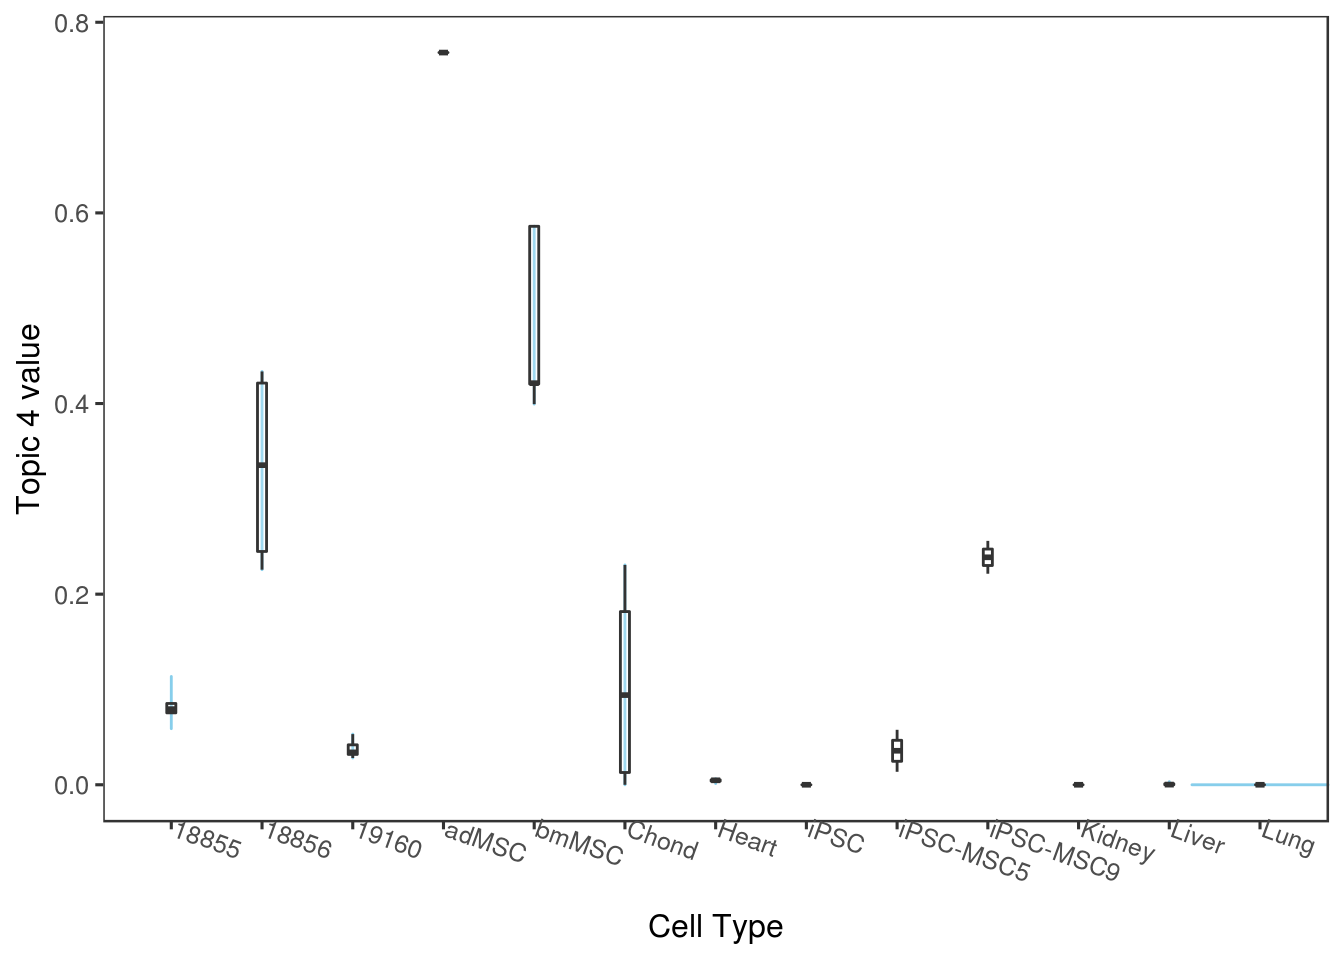 0.8
0.6
0.4
0.2
0.0
Topic 4 value
18855
18856
19160
adMSC
bmMSC
Chond
Heart
iPSC
iPSC-MSC5
iPSC-MSC9
Kidney
Liver
Lung
Cell Type